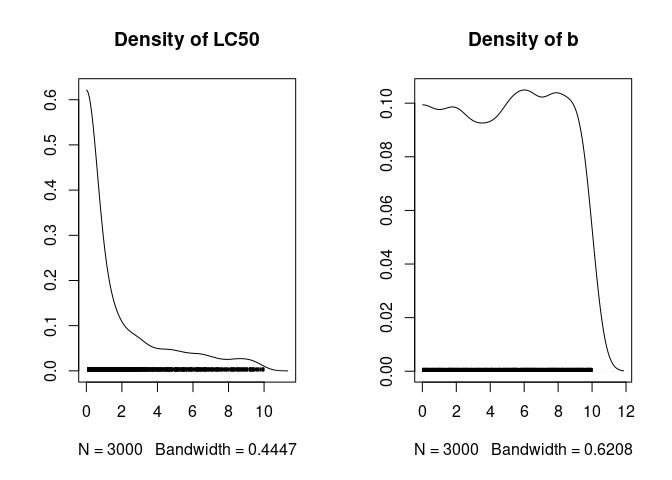 Density of LC50
0.0 0.1 0.2 0.3 0.4 0.5 0.6
0 2 4 6 8 10
N = 3000 Bandwidth = 0.4447
Density of b
0.00 0.02 0.04 0.06 0.08 0.10
0 2 4 6 8 10 12
N = 3000 Bandwidth = 0.6208